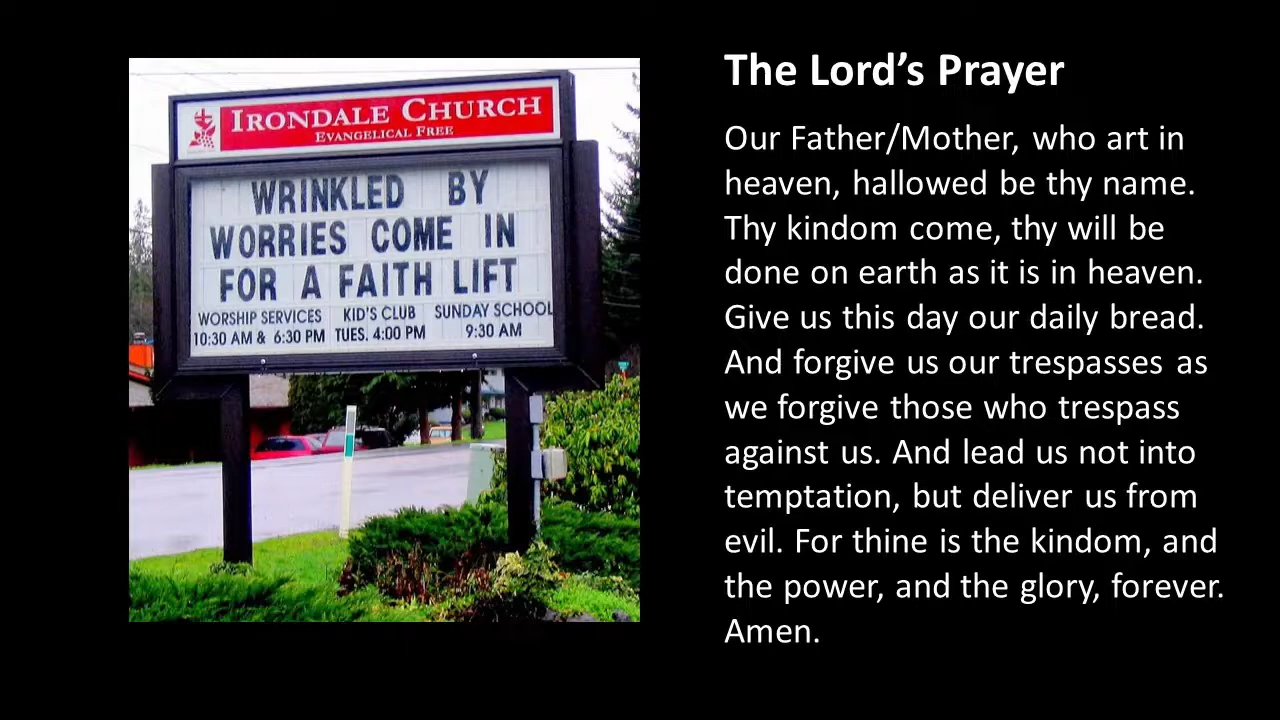 IRONDALE CHURCH
EVANGELICAL FREE
WRINKLED BY
WORRIES COME IN
FOR A FAITH LIFT
WORSHIP SERVICES KID'S CLUB SUNDAY SCHOOL
10:30 AM & 6:30 PM TUES. 4:00 PM 9:30 AM
The Lord’s Prayer
Our Father/Mother, who art in
heaven, hallowed be thy name.
Thy kindom come, thy will be
done on earth as it is in heaven.
Give us this day our daily bread.
And forgive us our trespasses as
we forgive those who trespass
against us. And lead us not into
temptation, but deliver us from
evil. For thine is the kindom, and
the power, and the glory, forever.
Amen.